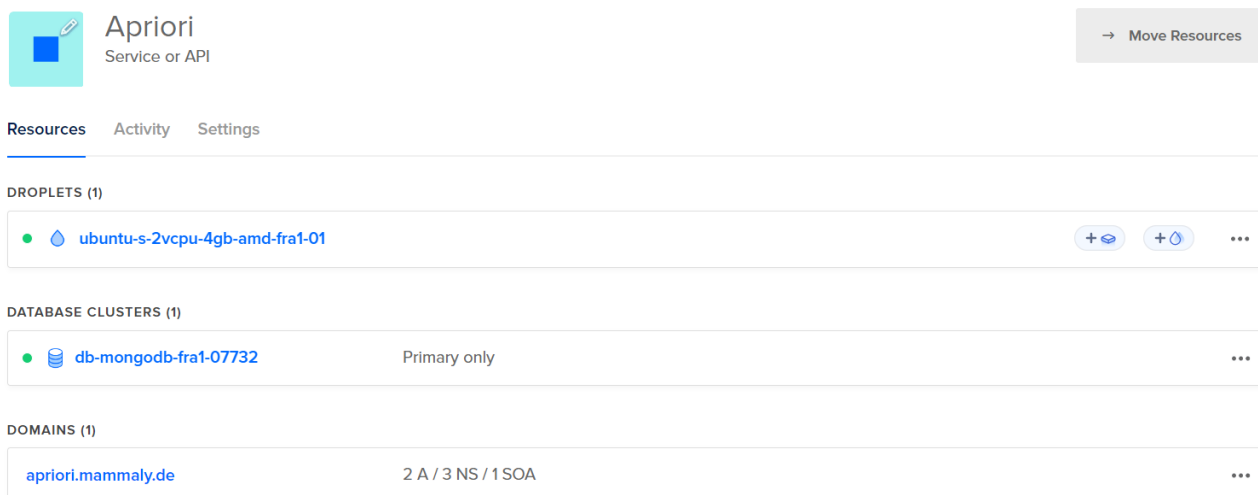 Apriori
Service or API
→ Move Resources
Resources Activity Settings
DROPLETS (1)
ubuntu-s-2vcpu-4gb-amd-fra1-01
DATABASE CLUSTERS (1)
db-mongodb-fra1-07732 Primary only
DOMAINS (1)
apriori.mammaly.de 2 A / 3 NS / 1 SOA